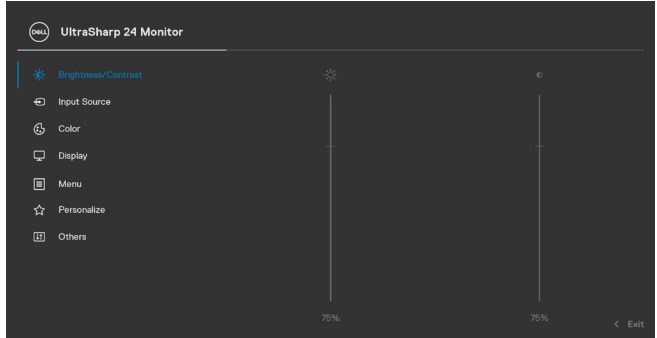 DELL UltraSharp 24 Monitor
Brightness/Contrast
Input Source
Color
Display
Menu
Personalize
Others
75% 75%
< Exit